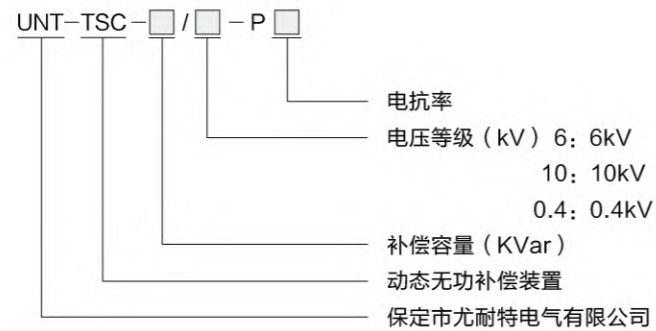 UNT-TSC-□/□-P□
电抗率
电压等级（kV）6：6kV
10：10kV
0.4：0.4kV
补偿容量（KVar）
动态无功补偿装置
保定市尤耐特电气有限公司